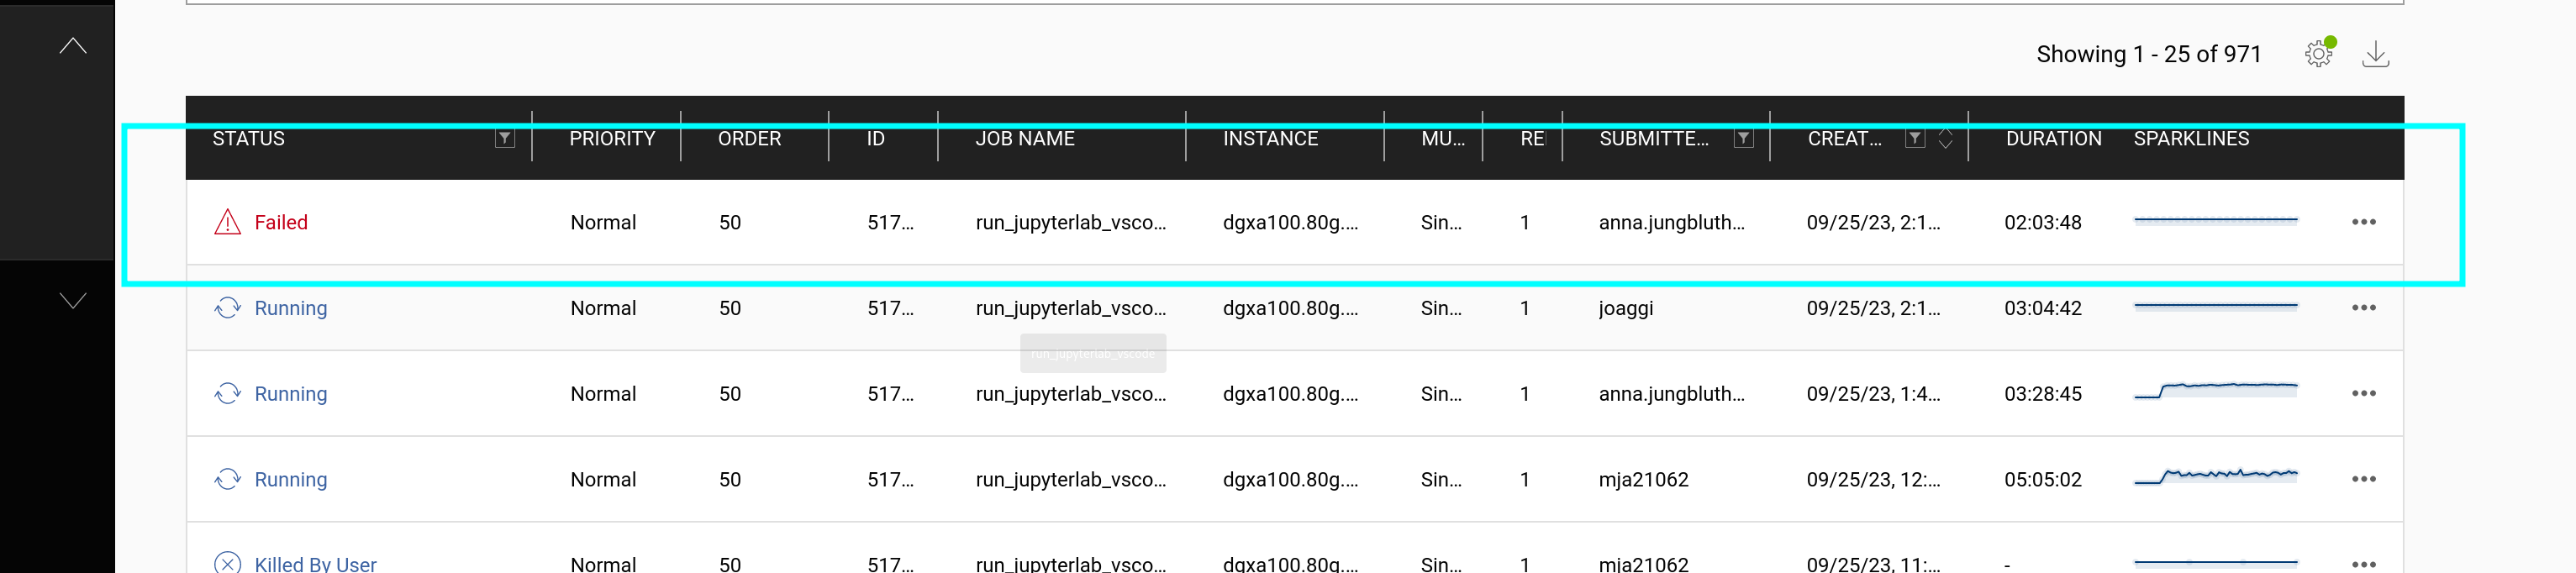 Showing 1 - 25 of 971
STATUS PRIORITY ORDER ID JOB NAME INSTANCE MU... RE SUBMITTE... CREAT... DURATION SPARKLINES
Failed Normal 50 517... run_jupyterlab_vsco... dgxa100.80g.... Sin... 1 anna.jungbluth... 09/25/23, 2:1... 02:03:48
Running Normal 50 517... run_jupyterlab_vsco... dgxa100.80g.... Sin... 1 joaggi 09/25/23, 2:1... 03:04:42
run_jupyterlab_vscode
Running Normal 50 517... run_jupyterlab_vsco... dgxa100.80g.... Sin... 1 anna.jungbluth... 09/25/23, 1:4... 03:28:45
Running Normal 50 517... run_jupyterlab_vsco... dgxa100.80g.... Sin... 1 mja21062 09/25/23, 12:... 05:05:02
Killed By User Normal 50 517... run_jupyterlab_vsco... dgxa100.80g.... Sin... 1 mja21062 09/25/23, 11:... -